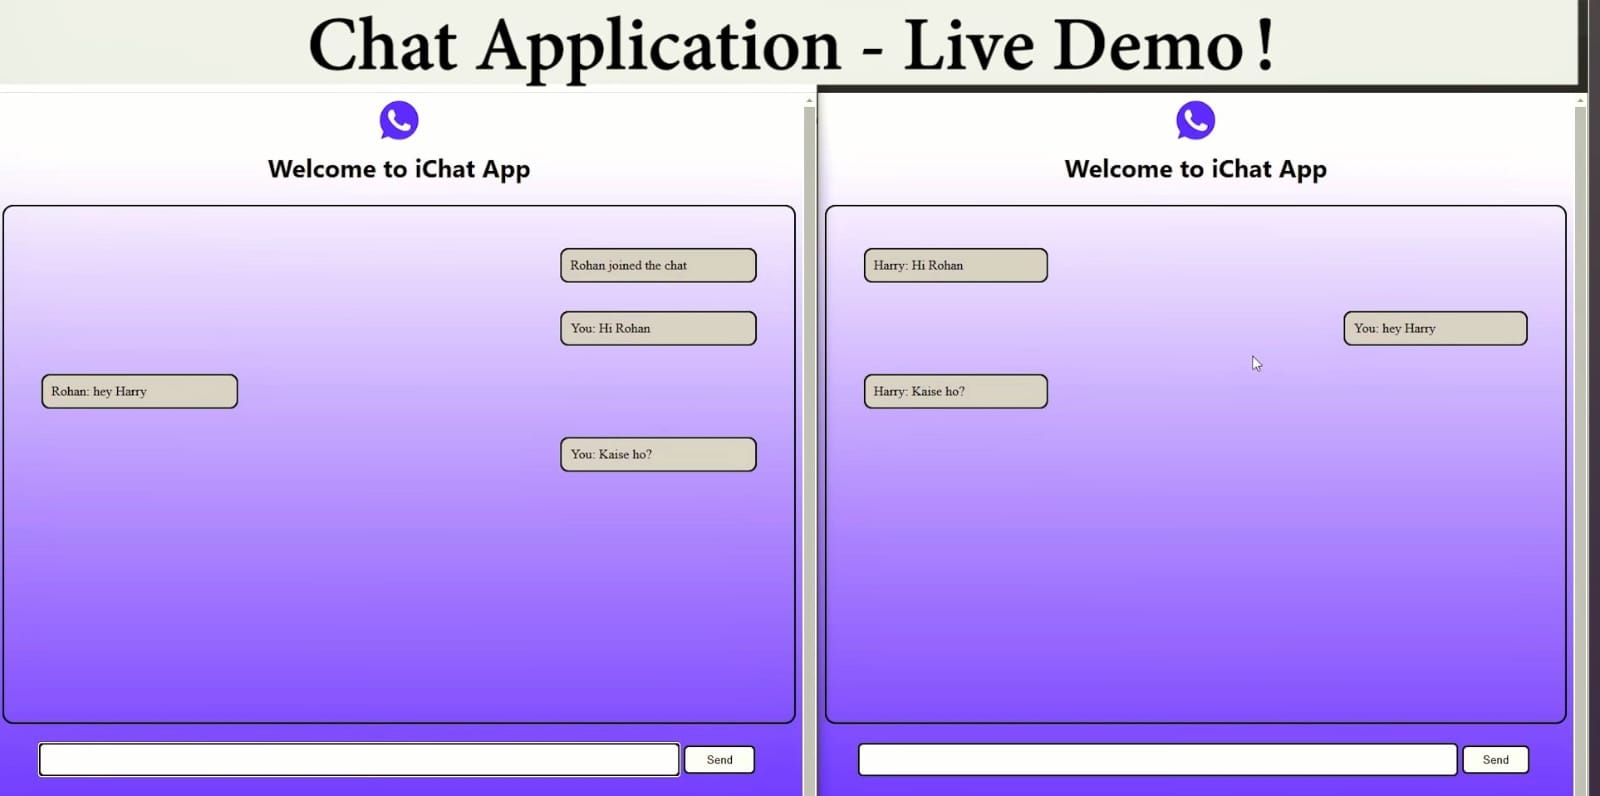 Chat Application - Live Demo!
Welcome to iChat App
Rohan joined the chat
You: Hi Rohan
Rohan: hey Harry
You: Kaise ho?
Send
Welcome to iChat App
Harry: Hi Rohan
You: hey Harry
Harry: Kaise ho?
Send